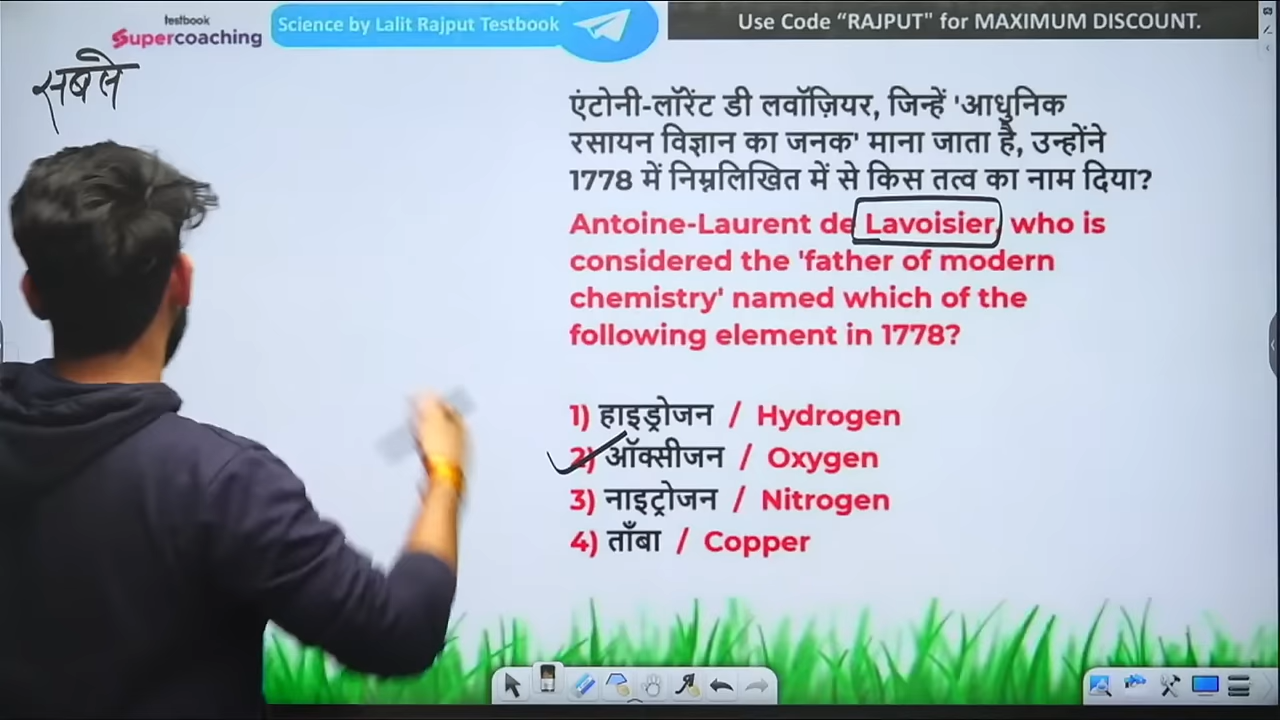 testbook
Supercoaching
Science by Lalit Rajput Testbook
Use Code “RAJPUT" for MAXIMUM DISCOUNT.
सबसे
एंटोनी-लॉरेंट डी लवॉज़ियर, जिन्हें 'आधुनिक
रसायन विज्ञान का जनक' माना जाता है, उन्होंने
1778 में निम्नलिखित में से किस तत्व का नाम दिया?
Antoine-Laurent de Lavoisier, who is
considered the 'father of modern
chemistry' named which of the
following element in 1778?
1) हाइड्रोजन / Hydrogen
2) ऑक्सीजन / Oxygen
3) नाइट्रोजन / Nitrogen
4) ताँबा / Copper